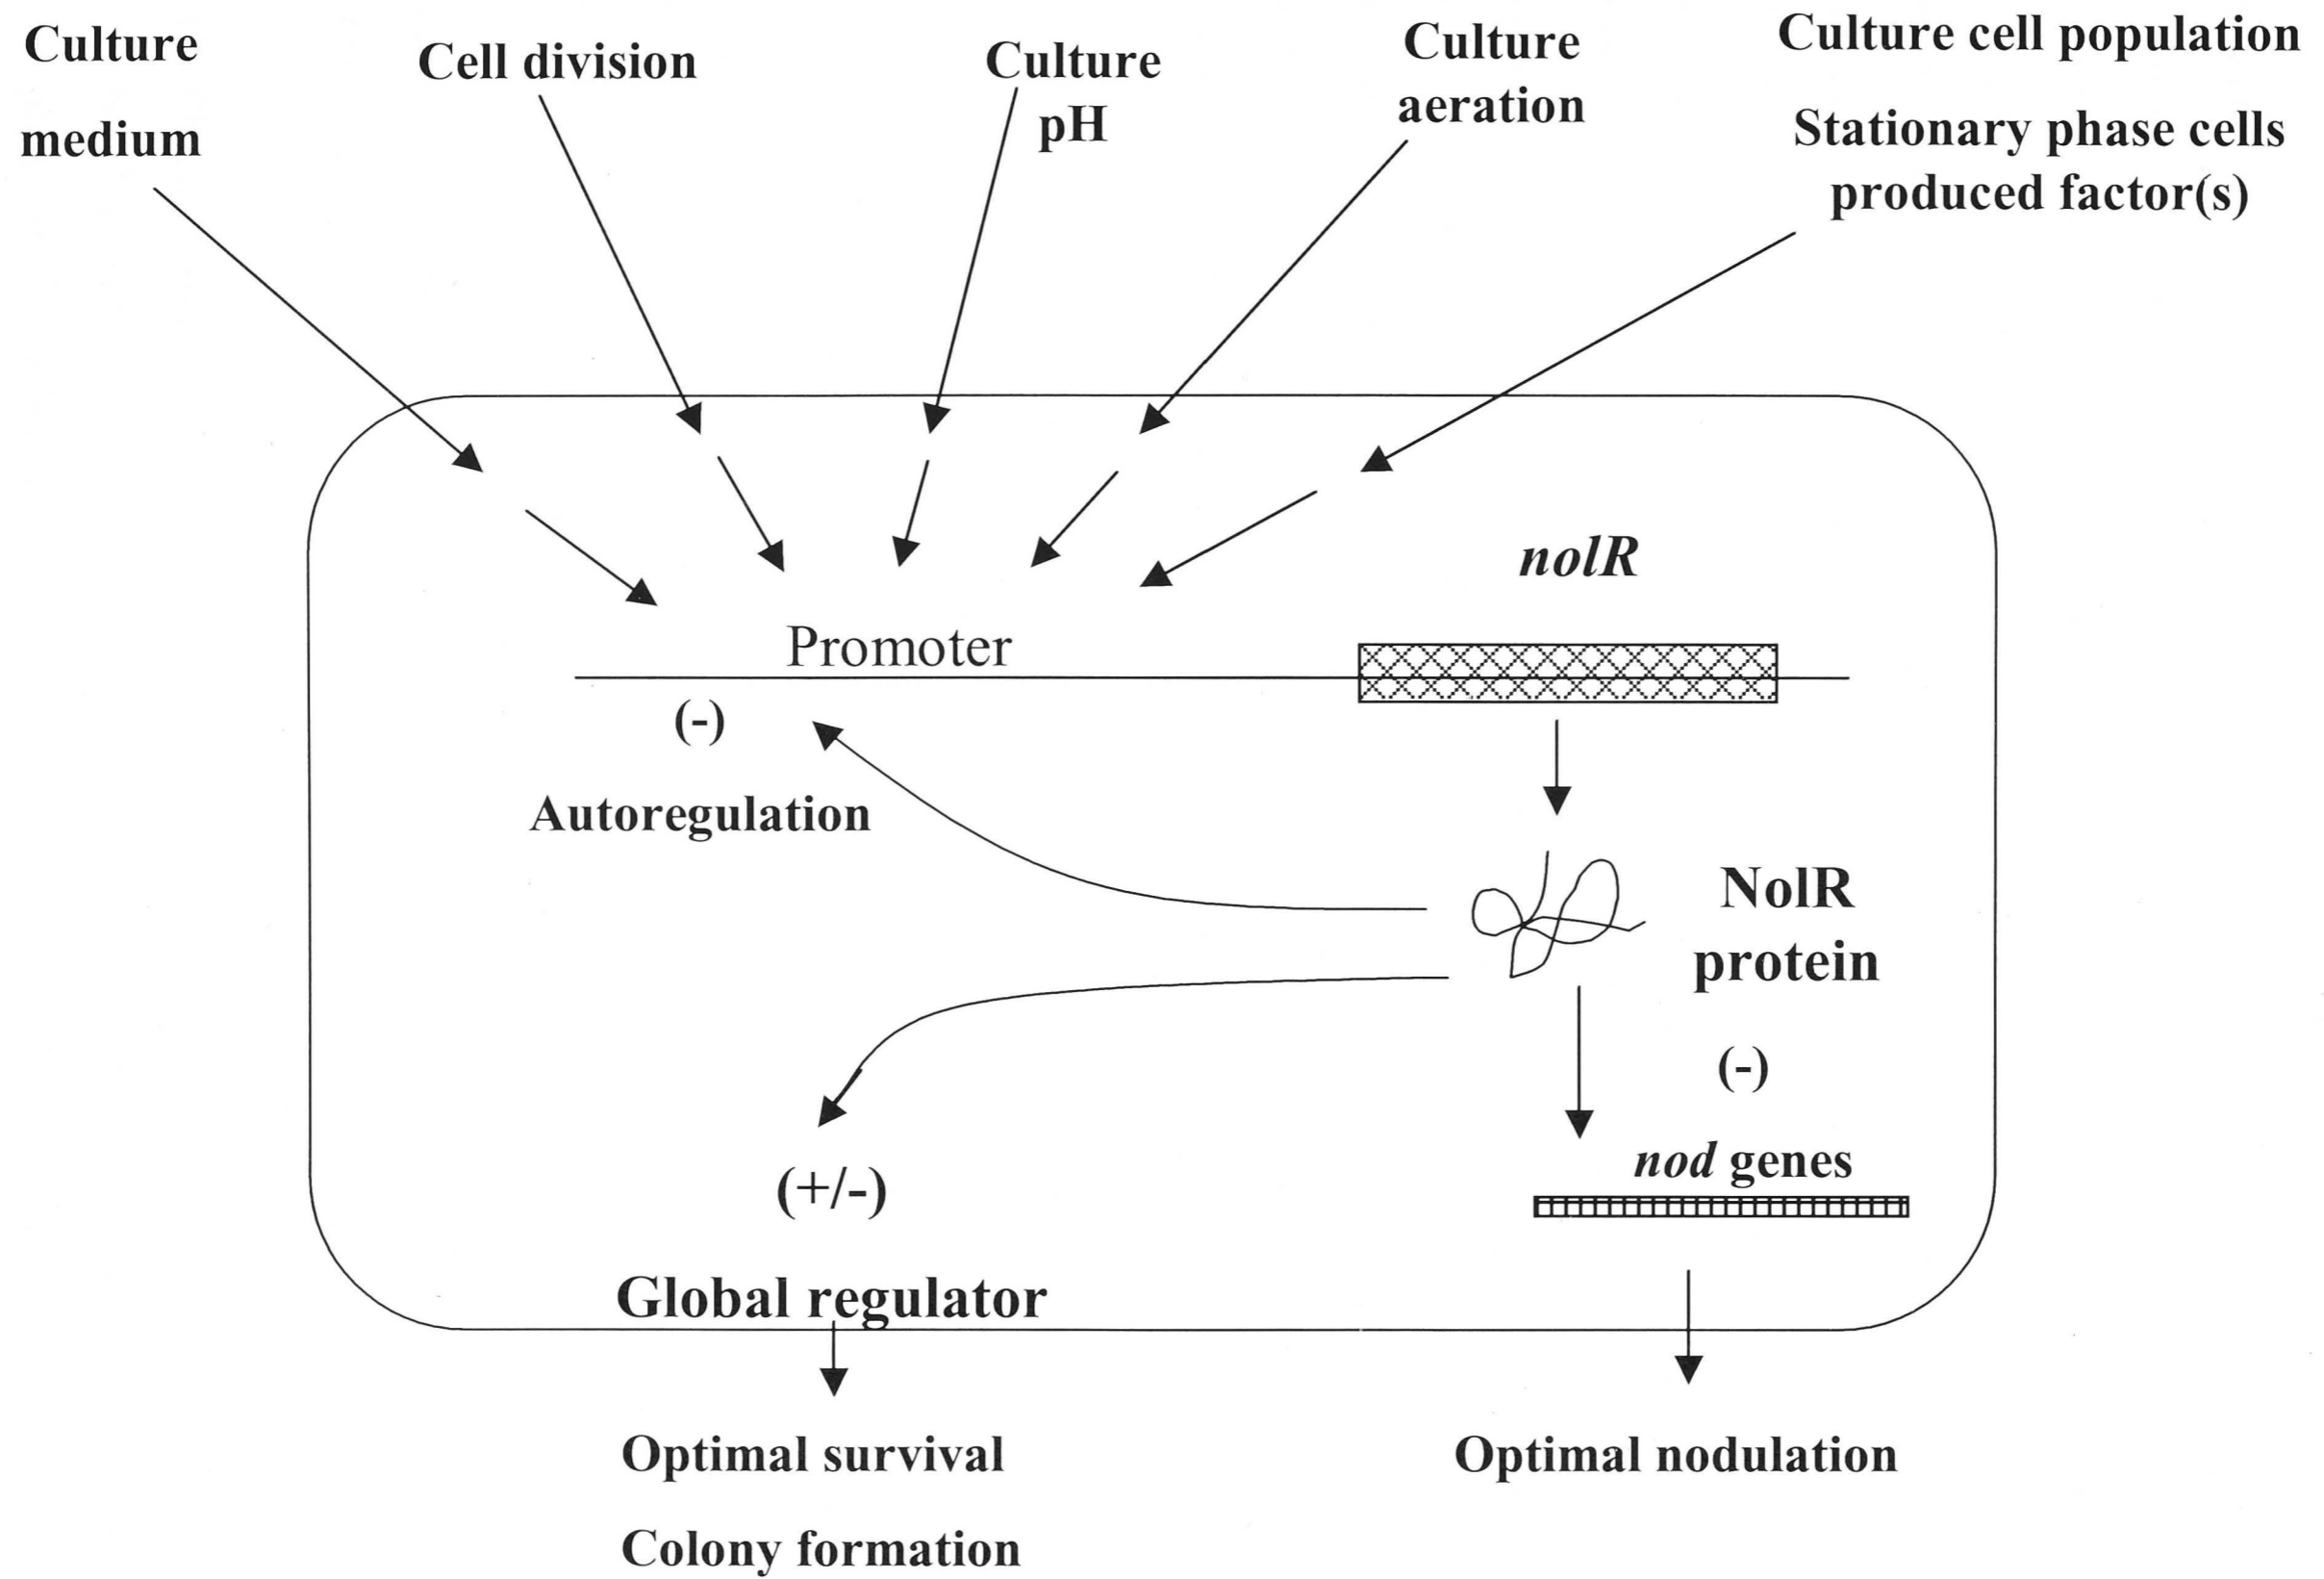 Culture
medium
Cell division
Culture
pH
Culture
aeration
Culture cell population
Stationary phase cells
produced factor(s)
nolR
Promoter
(-)
Autoregulation
NolR
protein
(-)
nod genes
(+/-)
Global regulator
Optimal survival
Colony formation
Optimal nodulation